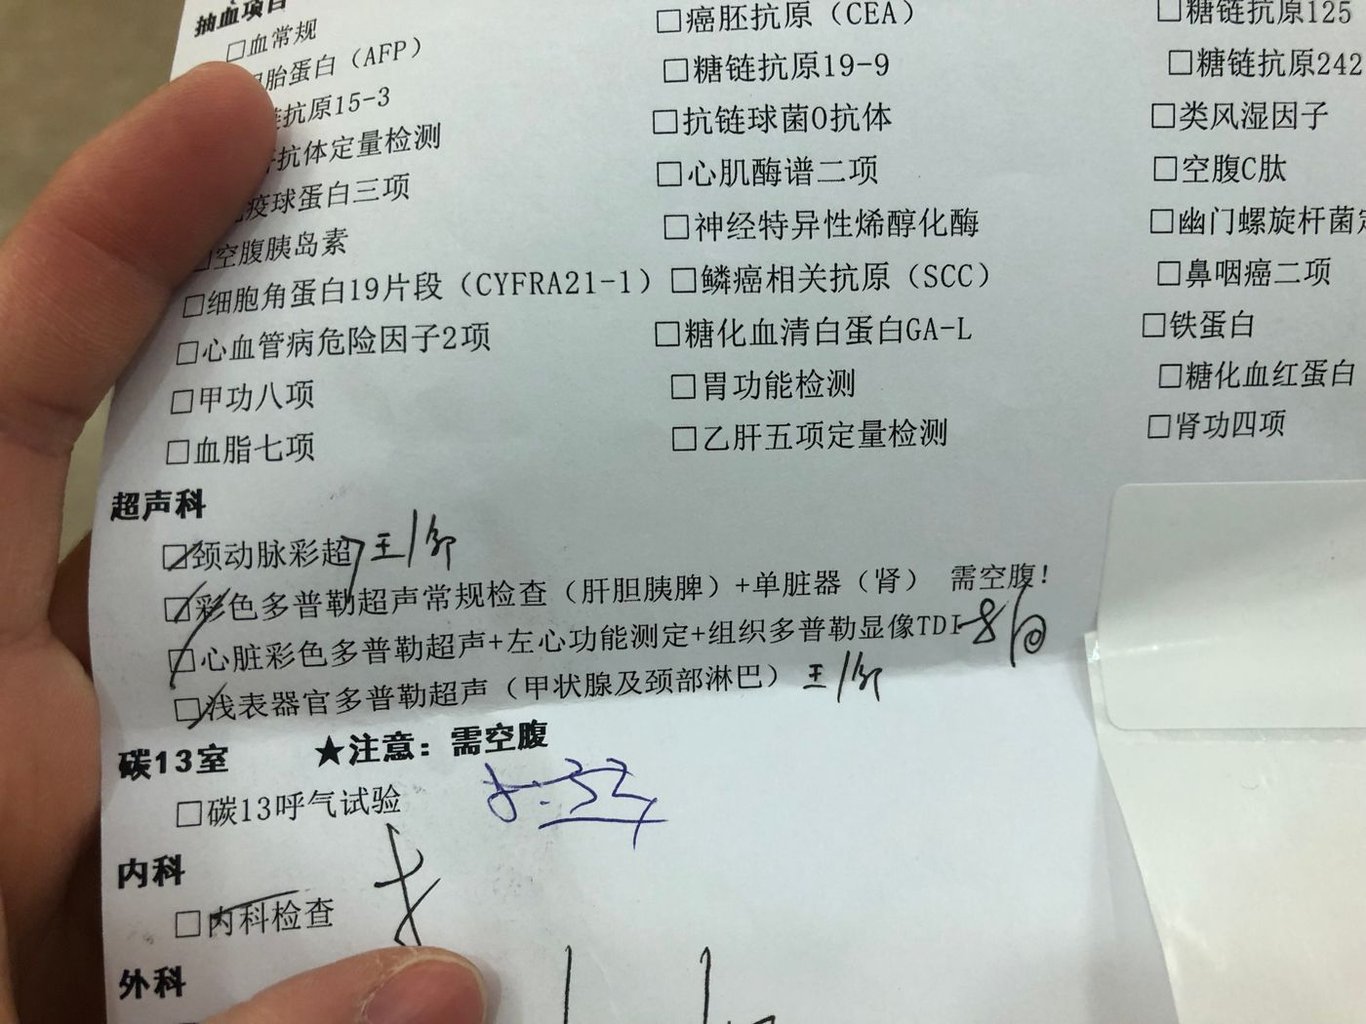 抽血项目
□血常规 □癌胚抗原（CEA） □糖链抗原125
胎蛋白（AFP） □糖链抗原19-9 □糖链抗原242
抗原15-3 □抗链球菌O抗体 □类风湿因子
抗体定量检测 □心肌酶谱二项 □空腹C肽
疫球蛋白三项 □神经特异性烯醇化酶 □幽门螺旋杆菌
□空腹胰岛素 □鳞癌相关抗原（SCC） □鼻咽癌二项
□细胞角蛋白19片段（CYFRA21-1） □糖化血清白蛋白GA-L □铁蛋白
□心血管病危险因子2项 □胃功能检测 □糖化血红蛋白
□甲功八项 □乙肝五项定量检测 □肾功四项
□血脂七项
超声科
□颈动脉彩超
□彩色多普勒超声常规检查（肝胆胰脾）+单脏器（肾） 需空腹！
□心脏彩色多普勒超声+左心功能测定+组织多普勒显像TDI
□浅表器官多普勒超声（甲状腺及颈部淋巴）
碳13室 ★注意：需空腹
□碳13呼气试验
内科
□内科检查
外科